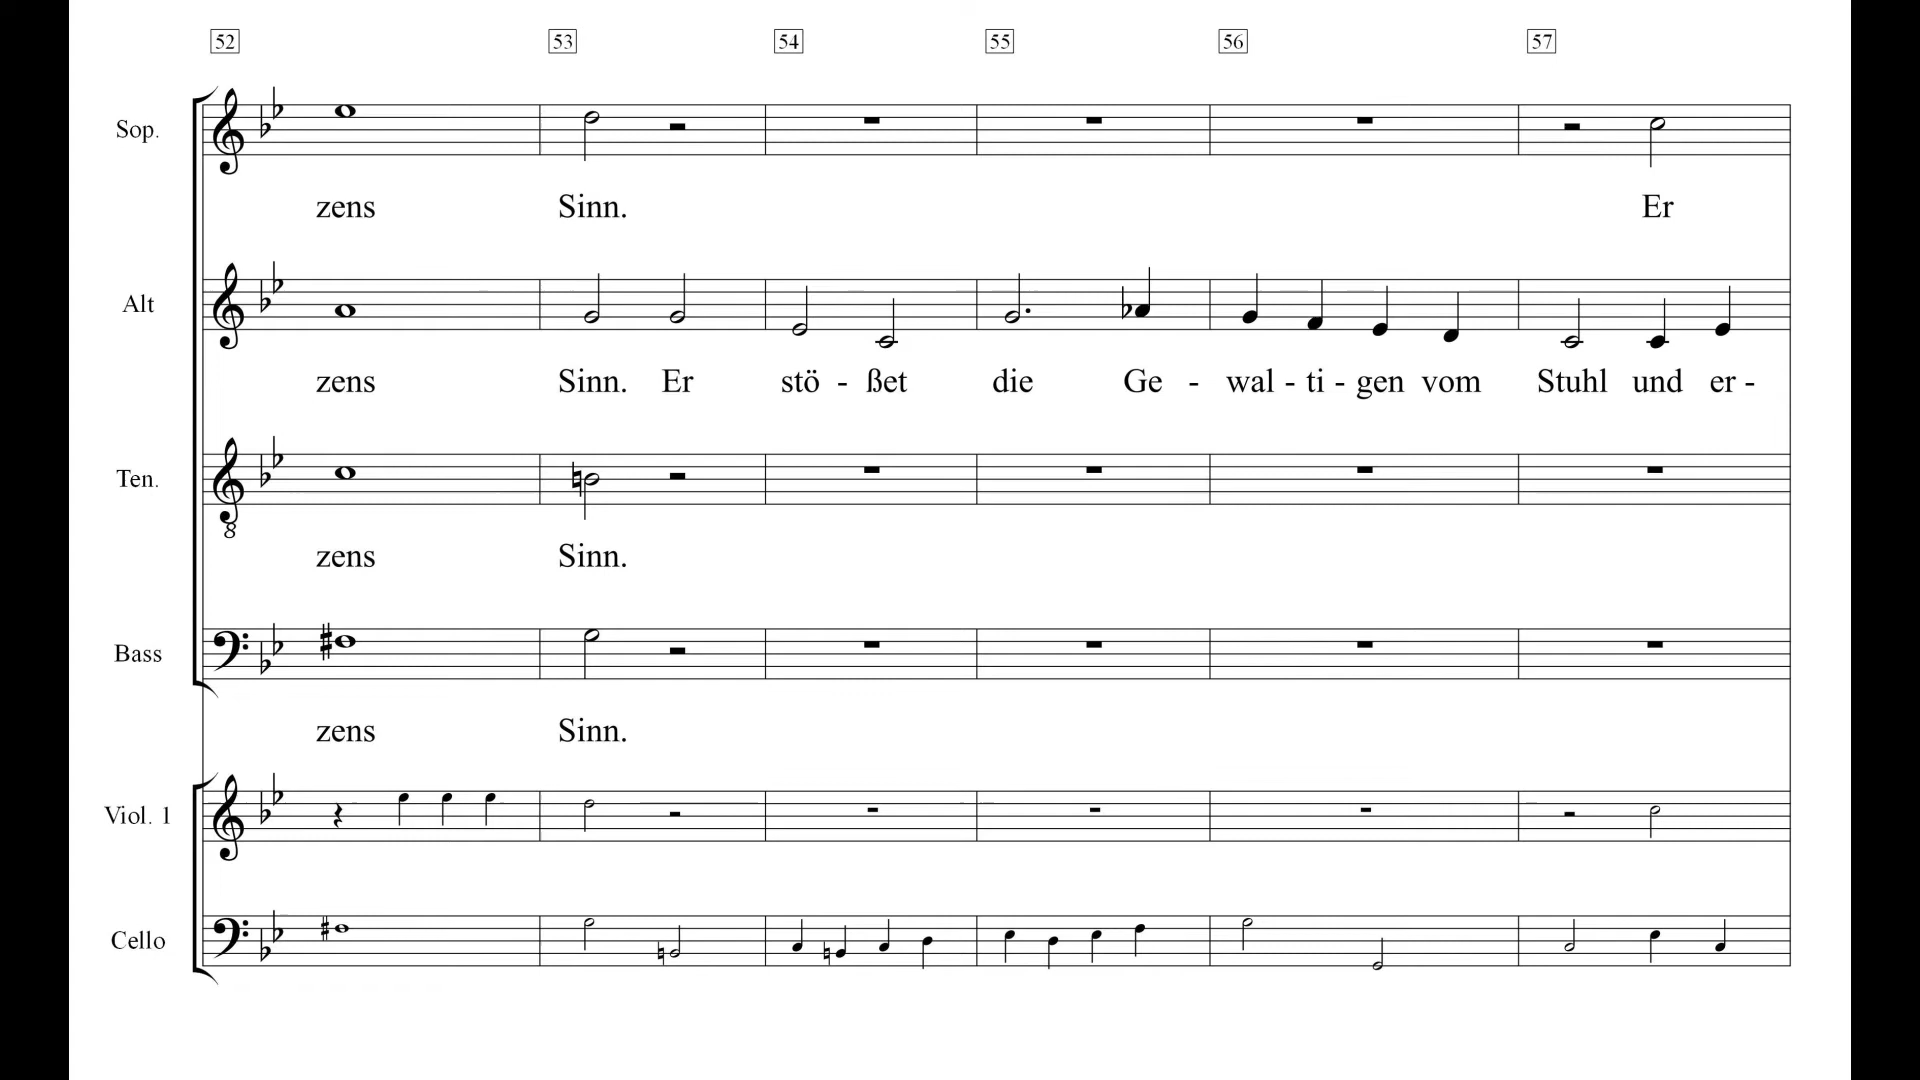 52 53 54 55 56 57
Sop.
zens Sinn. Er
Alt
zens Sinn. Er stö - ßet die Ge - wal - ti - gen vom Stuhl und er -
Ten.
8
zens Sinn.
Bass
zens Sinn.
Viol. 1
Cello